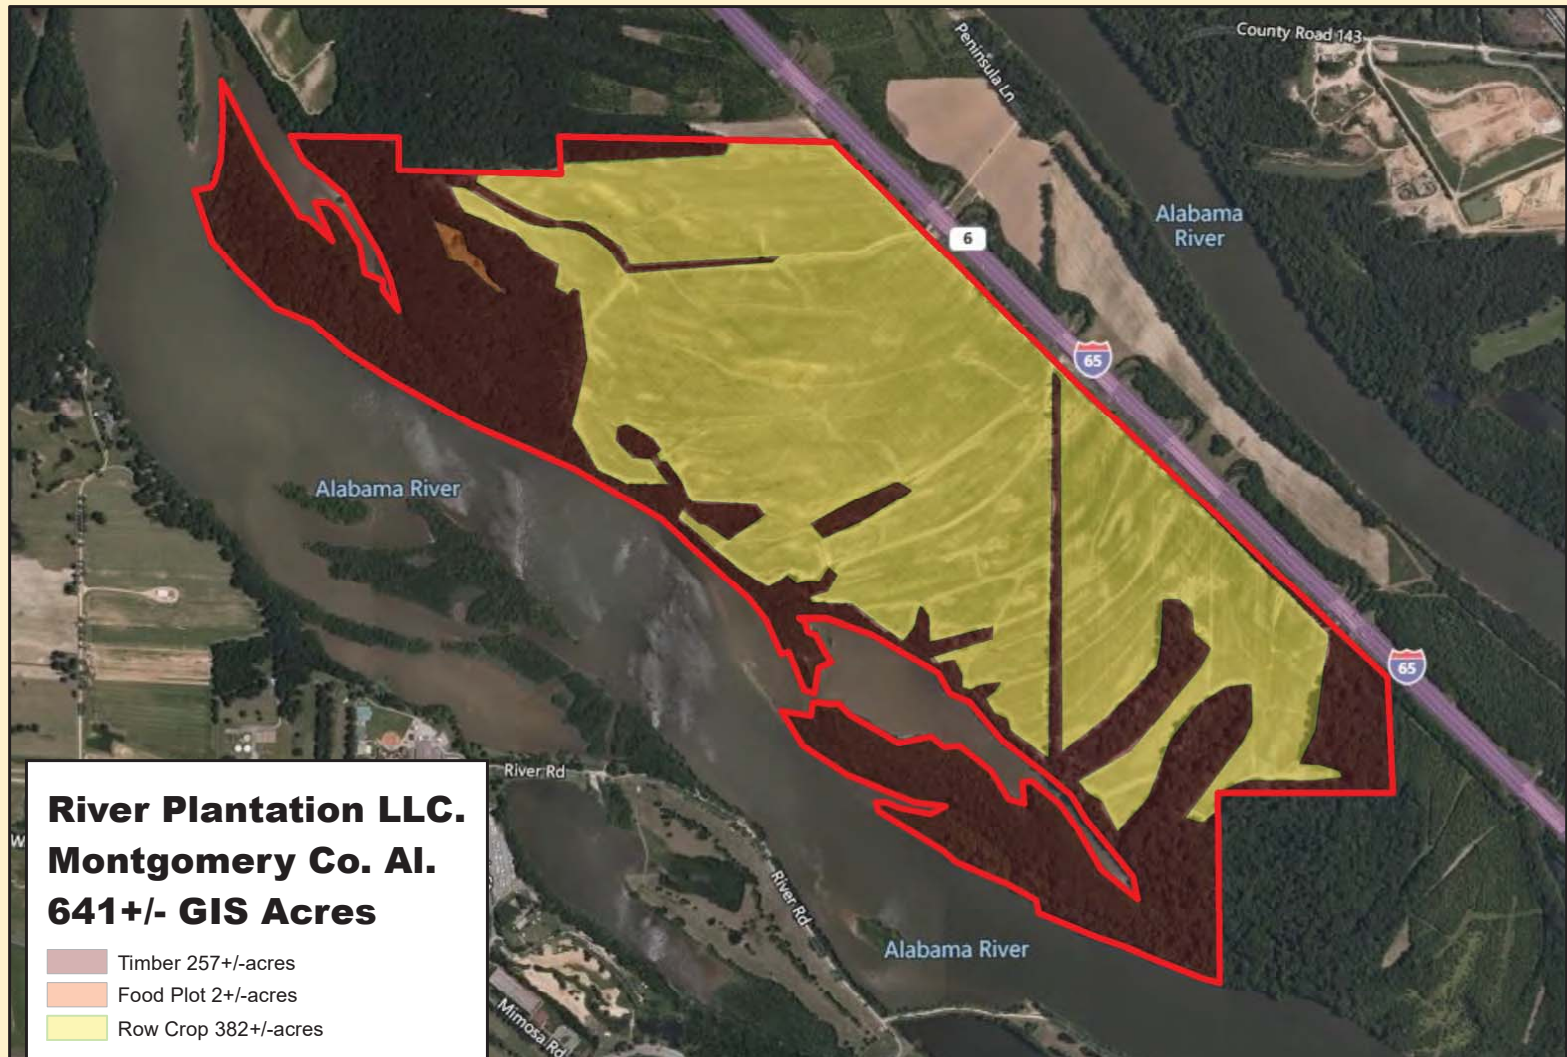 County Road 143
Peninsula Ln
Alabama
River
6
65
Alabama River
65
River Rd
River Plantation LLC.
Montgomery Co. Al.
641+/- GIS Acres
Timber 257+/-acres
Food Plot 2+/-acres
Row Crop 382+/-acres
River Rd
Alabama River
Mimosa Rd